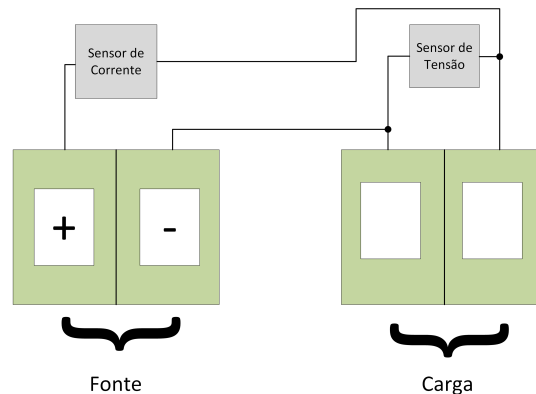 Sensor de
Corrente
Sensor de
Tensão
+
-
Fonte
Carga